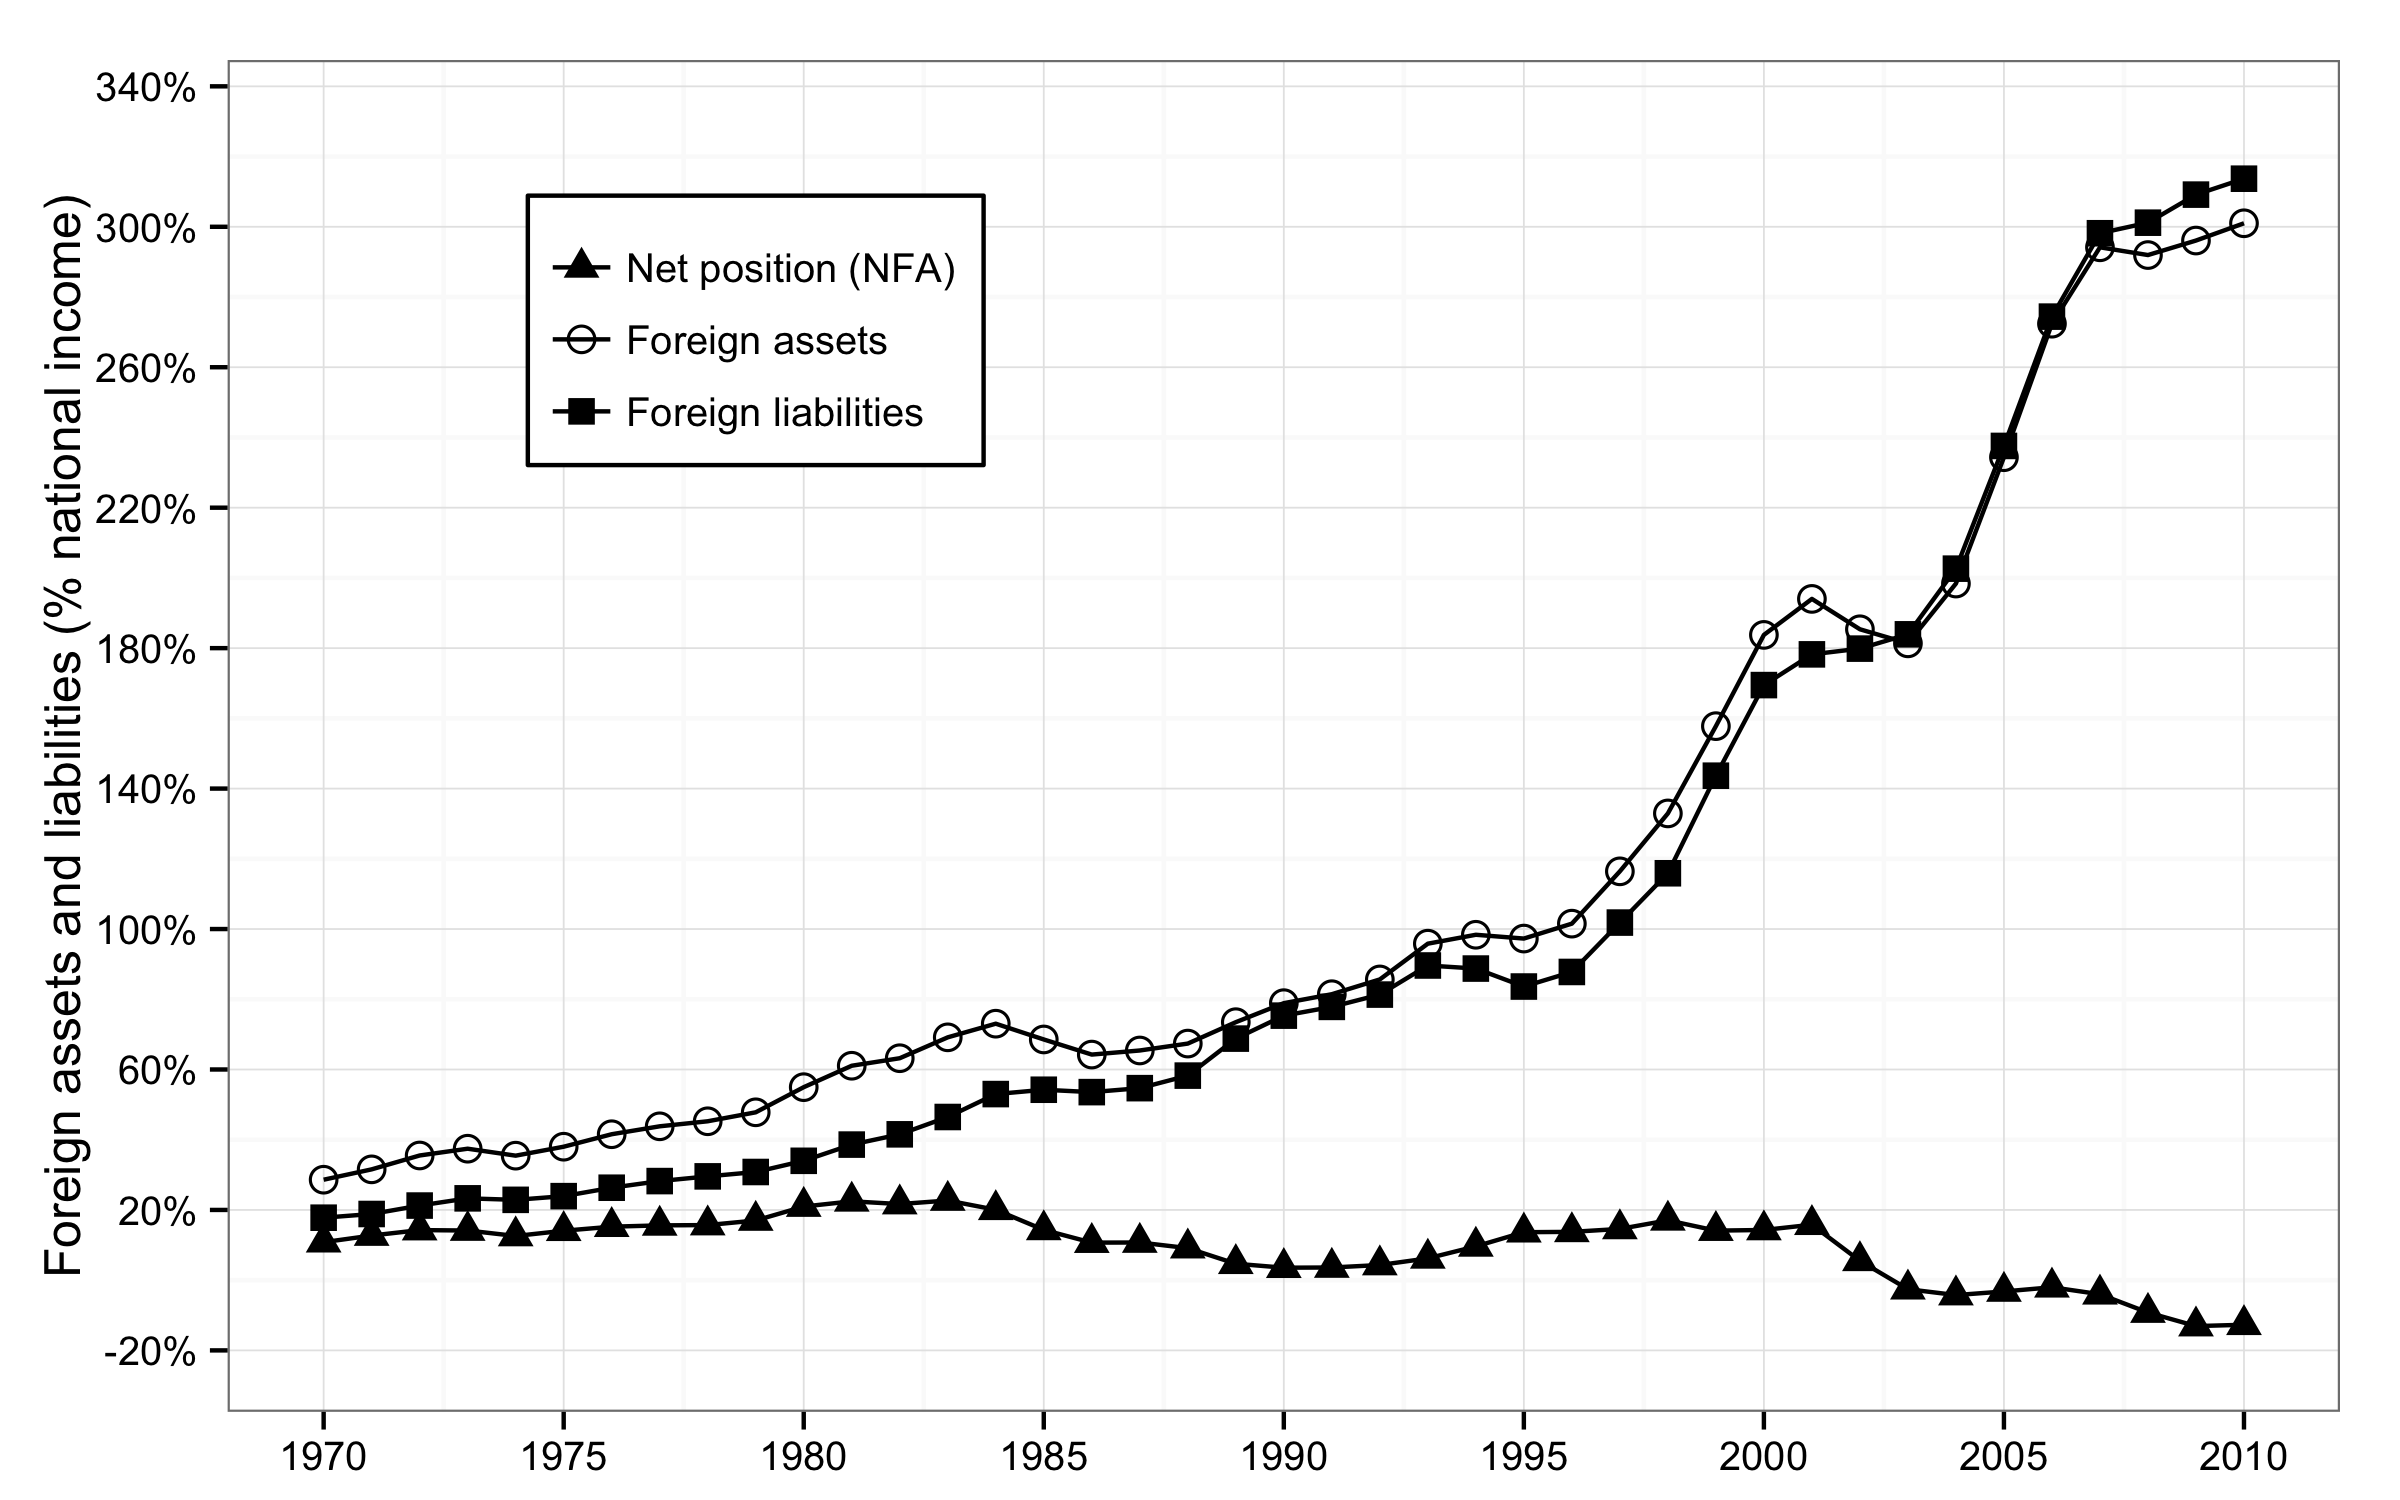 Foreign assets and liabilities (% national income)
340%
300%
260%
220%
180%
140%
100%
60%
20%
-20%
Net position (NFA)
Foreign assets
Foreign liabilities
1970 1975 1980 1985 1990 1995 2000 2005 2010